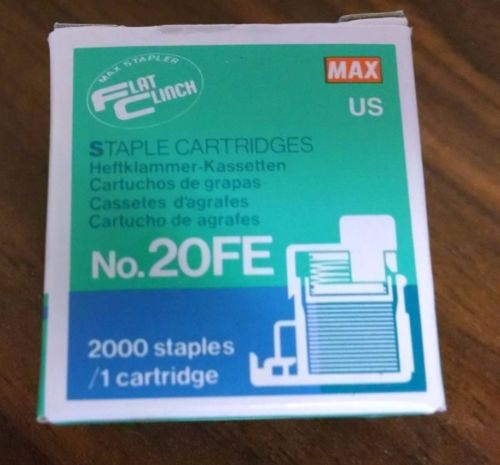 MAX STAPLER
FLAT
CLINCH
MAX
US
STAPLE CARTRIDGES
Heftklammer-Kassetten
Cartuchos de grapas
Casseles d'agrafes
Cartucho de agrafes
No.20FE
2000 staples
/1 cartridge